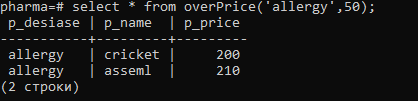 pharma=# select * from overPrice('allergy',50);
p_desiase | p_name | p_price
-----------+---------+---------
allergy | cricket | 200
allergy | asseml | 210
(2 строки)